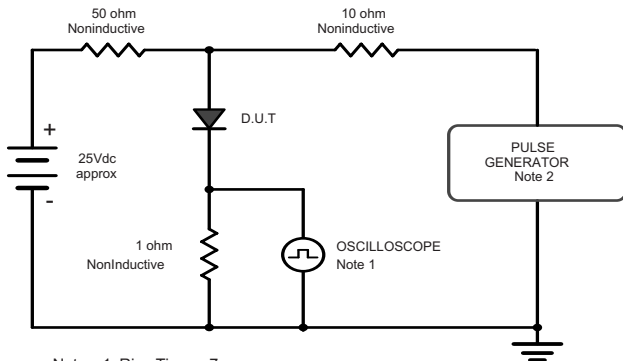 50 ohm
Noninductive
10 ohm
Noninductive
D.U.T
+
25Vdc
approx
-
PULSE
GENERATOR
Note 2
1 ohm
NonInductive
OSCILLOSCOPE
Note 1